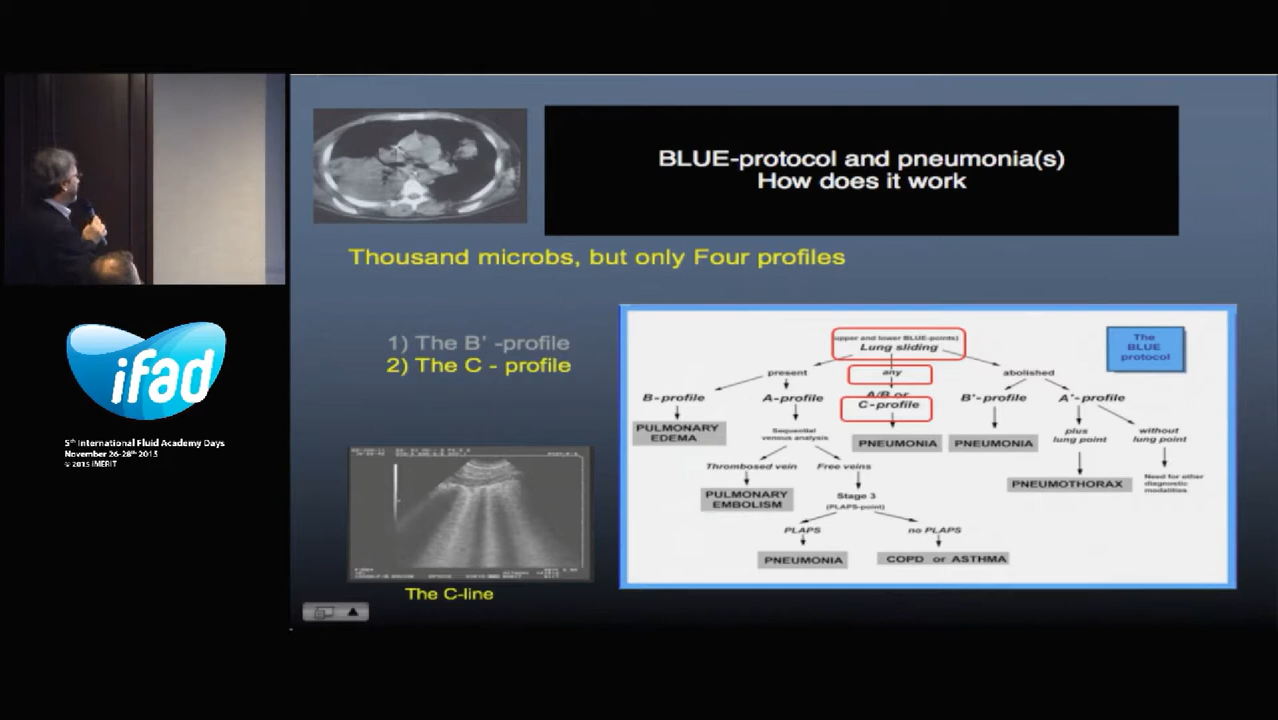 BLUE-protocol and pneumonia(s)
How does it work
Thousand microbs, but only Four profiles
1) The B' -profile
2) The C - profile
The C-line
ifad
5th International Fluid Academy Days
November 26-28th 2015
© 2015 iMERIT
The
BLUE
protocol
upper and lower BLUE-points)
Lung sliding
present
any
abolished
B-profile
A-profile
A/B or
C-profile
B'-profile
A'-profile
PULMONARY
EDEMA
Sequential
venous analysis
PNEUMONIA
PNEUMONIA
plus
lung point
without
lung point
Thrombosed vein
Free veins
PNEUMOTHORAX
Need for other
diagnostic
modalities
PULMONARY
EMBOLISM
Stage 3
(PLAPS-point)
PLAPS
no PLAPS
PNEUMONIA
COPD or ASTHMA